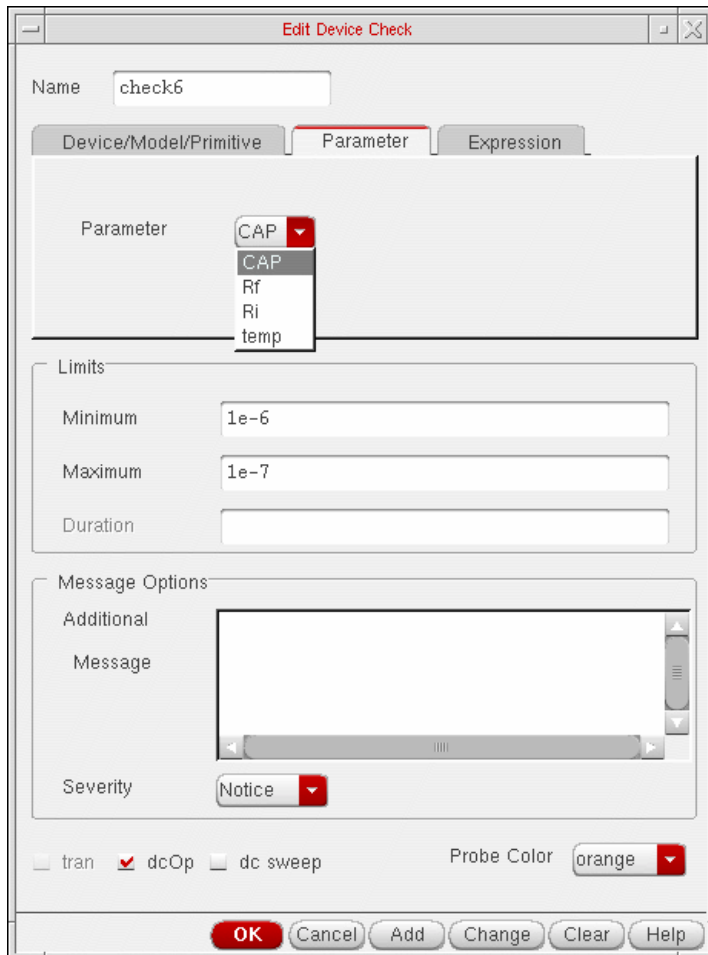 Edit Device Check
Name check6
Device/Model/Primitive Parameter Expression
Parameter CAP
CAP
Rf
Ri
temp
Limits
Minimum 1e-6
Maximum 1e-7
Duration
Message Options
Additional
Message
Severity Notice
tran dcOp dc sweep Probe Color orange
OK Cancel Add Change Clear Help